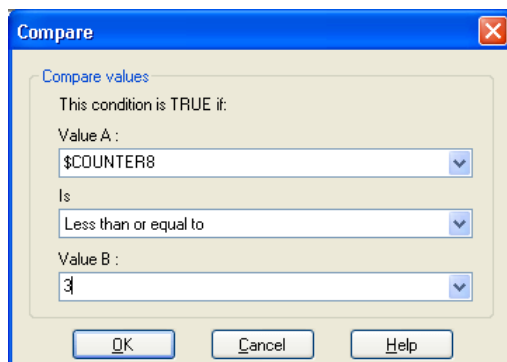 Compare
Compare values
This condition is TRUE if:
Value A :
$COUNTER8
Is
Less than or equal to
Value B :
3
OK
Cancel
Help